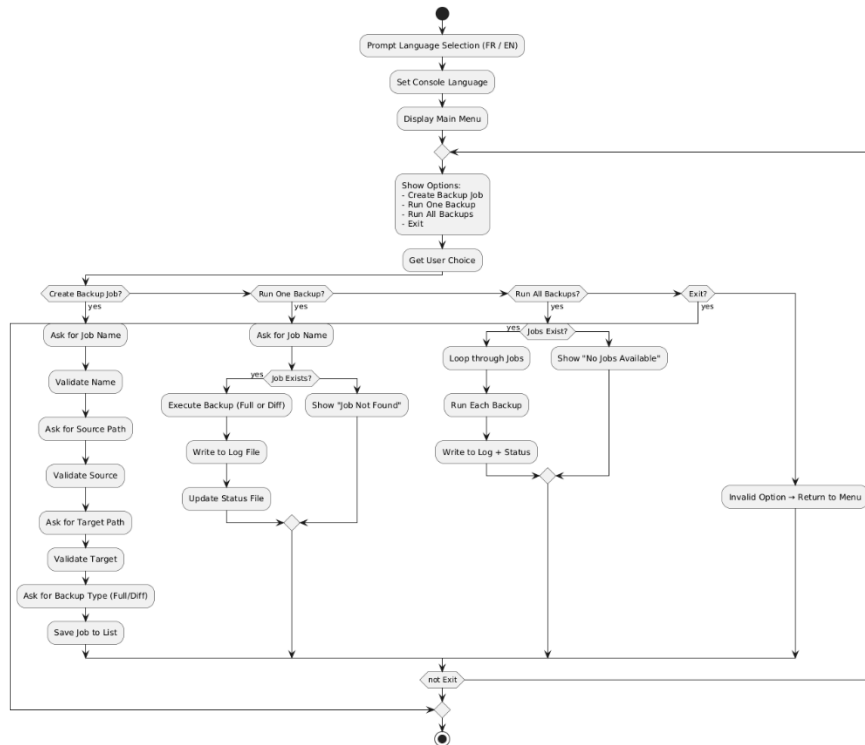 Prompt Language Selection (FR / EN)
Set Console Language
Display Main Menu
Show Options:
- Create Backup Job
- Run One Backup
- Run All Backups
- Exit
Get User Choice
Create Backup Job?
yes
Run One Backup?
yes
Run All Backups?
yes
Exit?
yes
Ask for Job Name
Validate Name
Ask for Source Path
Validate Source
Ask for Target Path
Validate Target
Ask for Backup Type (Full/Diff)
Save Job to List
Ask for Job Name
yes
Job Exists?
Execute Backup (Full or Diff)
Show "Job Not Found"
Write to Log File
Update Status File
yes
Jobs Exist?
Loop through Jobs
Show "No Jobs Available"
Run Each Backup
Write to Log + Status
Invalid Option → Return to Menu
not Exit